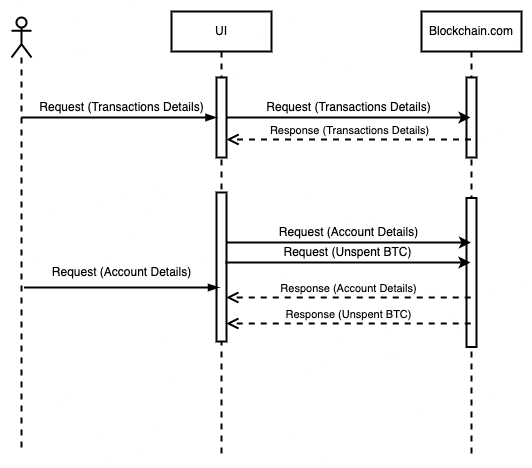 UI
Blockchain.com
Request (Transactions Details)
Request (Transactions Details)
Response (Transactions Details)
Request (Account Details)
Request (Unspent BTC)
Request (Account Details)
Response (Account Details)
Response (Unspent BTC)